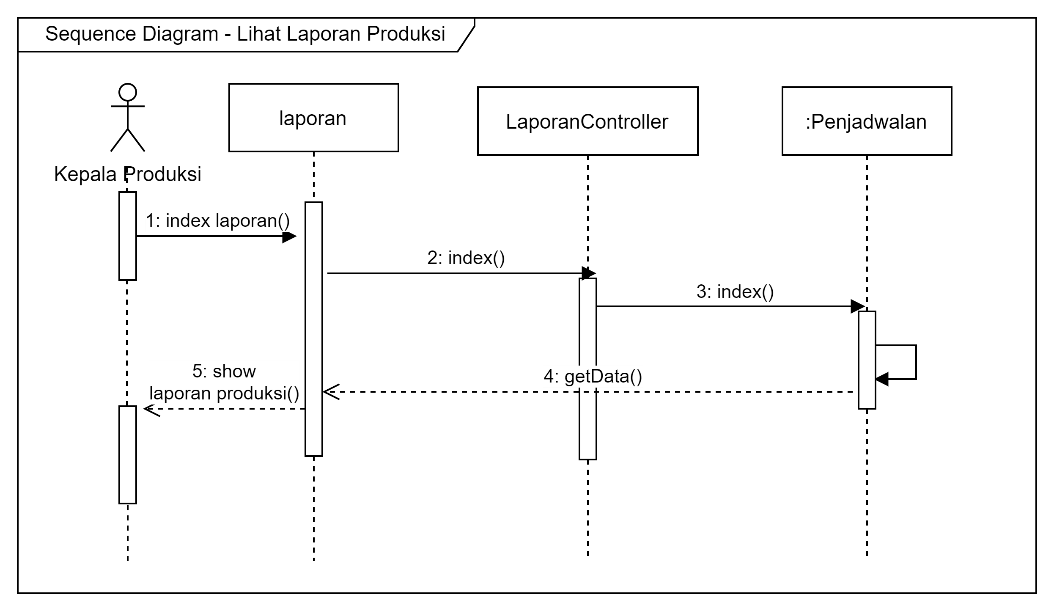 Sequence Diagram - Lihat Laporan Produksi
laporan
LaporanController
:Penjadwalan
Kepala Produksi
1: index laporan()
2: index()
3: index()
4: getData()
5: show
laporan produksi()